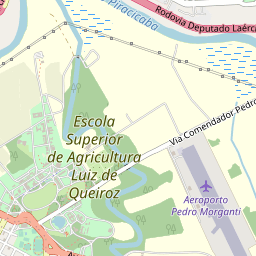 Rodovia Deputado Laérc
Piracicaba
Via Comendador Pedro
Escola
Superior
de Agricultura
Luiz de
Queiroz
Aeroporto
Pedro Morganti